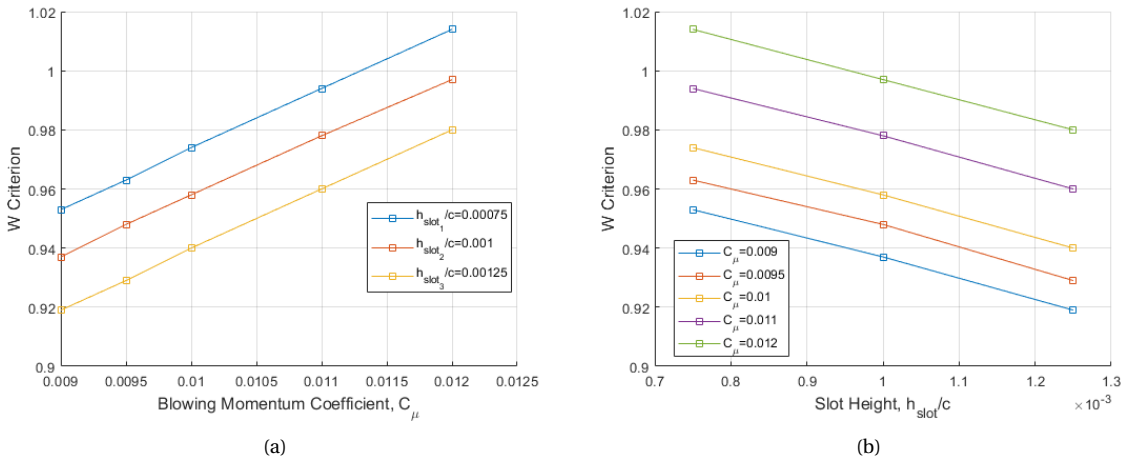 1.02
1
0.98
0.96
0.94
0.92
0.9
W Criterion
h_slot_1/c=0.00075
h_slot_2/c=0.001
h_slot_3/c=0.00125
0.009 0.0095 0.01 0.0105 0.011 0.0115 0.012 0.0125
Blowing Momentum Coefficient, C_μ
(a)
1.02
1
0.98
0.96
0.94
0.92
0.9
W Criterion
C_μ=0.009
C_μ=0.0095
C_μ=0.01
C_μ=0.011
C_μ=0.012
0.7 0.8 0.9 1 1.1 1.2 1.3
Slot Height, h_slot/c
×10^-3
(b)